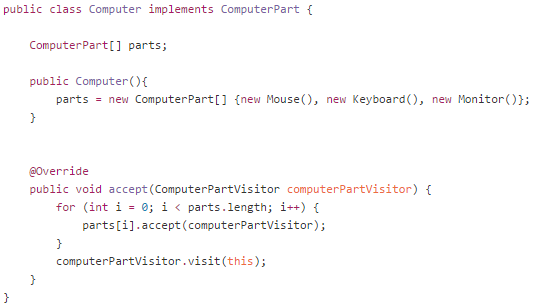 public class Computer implements ComputerPart {
ComputerPart[] parts;
public Computer(){
parts = new ComputerPart[] {new Mouse(), new Keyboard(), new Monitor()};
}
@Override
public void accept(ComputerPartVisitor computerPartVisitor) {
for (int i = 0; i < parts.length; i++) {
parts[i].accept(computerPartVisitor);
}
computerPartVisitor.visit(this);
}
}